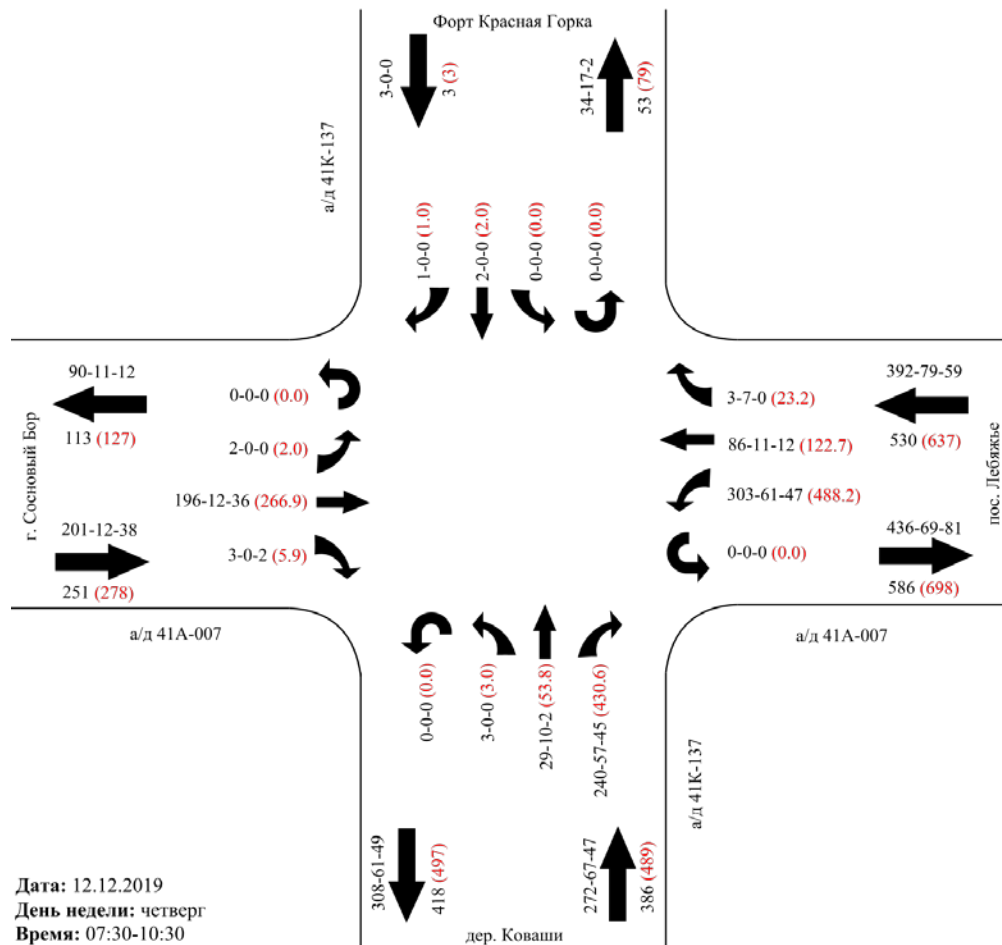 Форт Красная Горка
3-0-0
3 (3)
34-17-2
53 (79)
а/д 41К-137
1-0-0 (1.0)
2-0-0 (2.0)
0-0-0 (0.0)
0-0-0 (0.0)
90-11-12
113 (127)
г. Сосновый Бор
201-12-38
251 (278)
0-0-0 (0.0)
2-0-0 (2.0)
196-12-36 (266.9)
3-0-2 (5.9)
3-7-0 (23.2)
86-11-12 (122.7)
303-61-47 (488.2)
0-0-0 (0.0)
392-79-59
530 (637)
пос. Лебяжье
436-69-81
586 (698)
а/д 41А-007
а/д 41А-007
0-0-0 (0.0)
3-0-0 (3.0)
29-10-2 (53.8)
240-57-45 (430.6)
а/д 41К-137
308-61-49
418 (497)
272-67-47
386 (489)
Дата: 12.12.2019
День недели: четверг
Время: 07:30-10:30
дер. Коваши